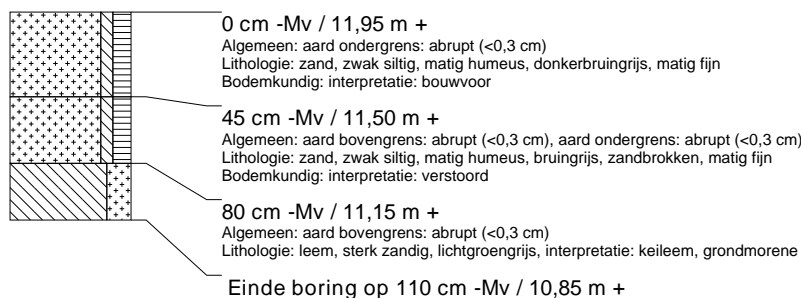 0 cm -Mv / 11,95 m +
Algemeen: aard ondergrens: abrupt (<0,3 cm)
Lithologie: zand, zwak siltig, matig humeus, donkerbruingrijs, matig fijn
Bodemkundig: interpretatie: bouwvoor
45 cm -Mv / 11,50 m +
Algemeen: aard bovengrens: abrupt (<0,3 cm), aard ondergrens: abrupt (<0,3 cm)
Lithologie: zand, zwak siltig, matig humeus, bruingrijs, zandbrokken, matig fijn
Bodemkundig: interpretatie: verstoord
80 cm -Mv / 11,15 m +
Algemeen: aard bovengrens: abrupt (<0,3 cm)
Lithologie: leem, sterk zandig, lichtgroengrijs, interpretatie: keileem, grondmorene
Einde boring op 110 cm -Mv / 10,85 m +